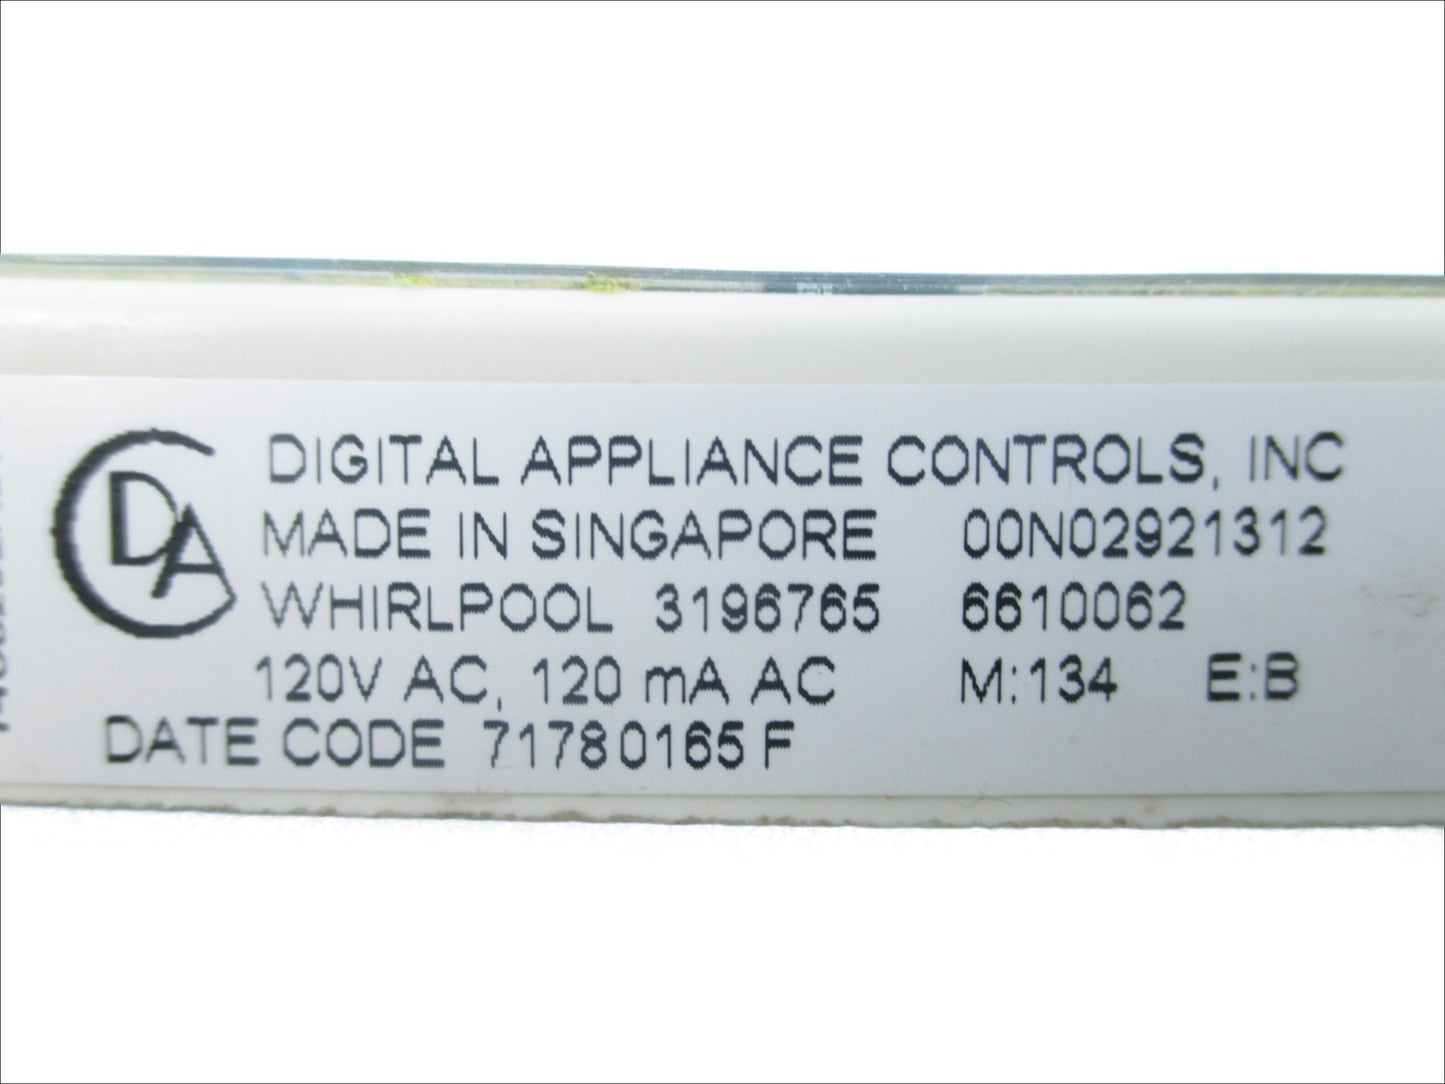 DIGITAL APPLIANCE CONTROLS, INC
MADE IN SINGAPORE 00N02921312
WHIRLPOOL 3196765 6610062
120V AC, 120 mA AC M:134 E:B
DATE CODE 71780165 F
DA